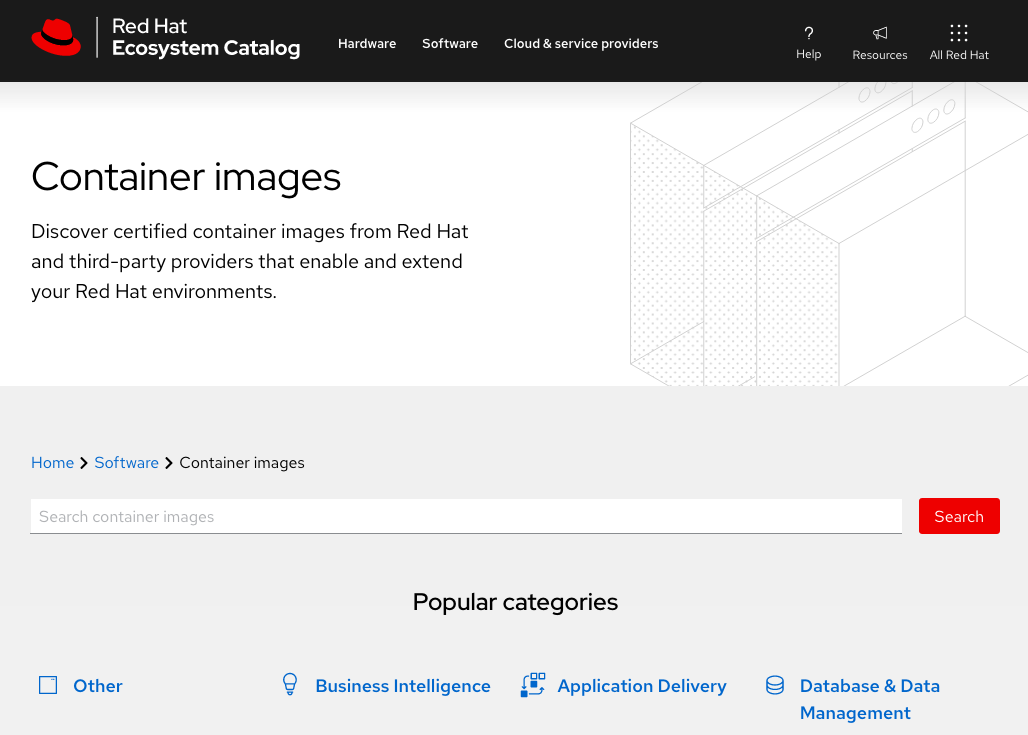 Red Hat
Ecosystem Catalog
Hardware
Software
Cloud & service providers
Help
Resources
All Red Hat
Container images
Discover certified container images from Red Hat
and third-party providers that enable and extend
your Red Hat environments.
Home
Software
Container images
Search container images
Search
Popular categories
Other
Business Intelligence
Application Delivery
Database & Data
Management